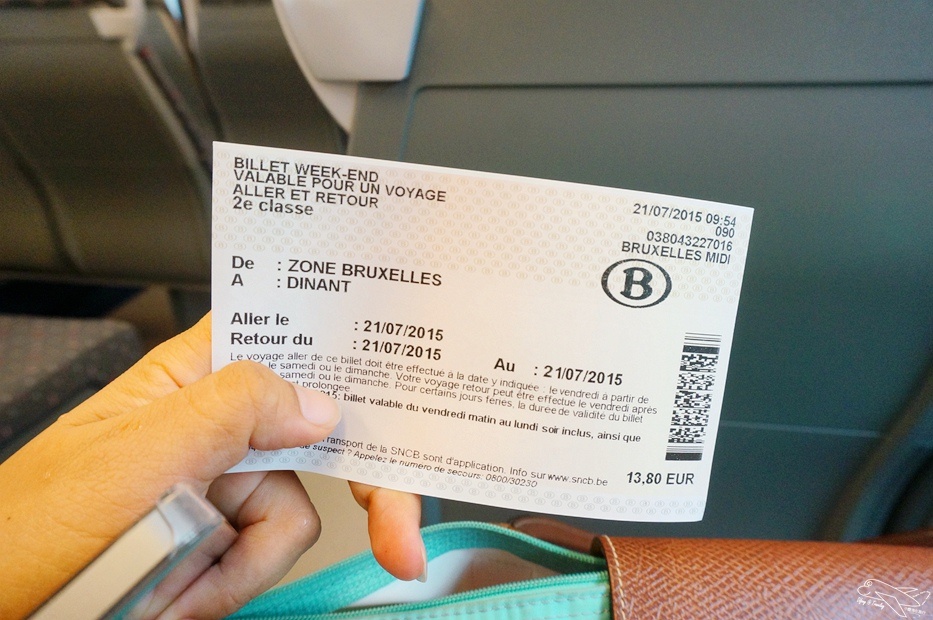 BILLET WEEK-END
VALABLE POUR UN VOYAGE
ALLER ET RETOUR
2e classe
21/07/2015 09:54
090
038043227016
BRUXELLES MIDI
B
De : ZONE BRUXELLES
A : DINANT
Aller le : 21/07/2015
Retour du : 21/07/2015 Au : 21/07/2015
Le voyage aller de ce billet doit être effectué à la date y indiquée : le vendredi à partir de
le samedi ou le dimanche. Votre voyage retour peut être effectué le vendredi après
samedi ou le dimanche. Pour certains jours fériés, la durée de validité du billet
prolongée
: billet valable du vendredi matin au lundi soir inclus, ainsi que
transport de la SNCB sont d'application. Info sur www.sncb.be
suspect ? Appelez le numéro de secours: 0800/30230
13,80 EUR